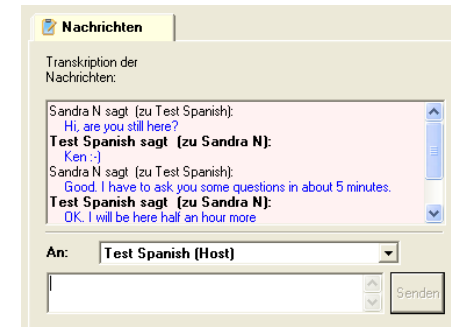 Nachrichten
Transkription der
Nachrichten:
Sandra N sagt (zu Test Spanish):
Hi, are you still here?
Test Spanish sagt (zu Sandra N):
Ken :-)
Sandra N sagt (zu Test Spanish):
Good. I have to ask you some questions in about 5 minutes.
Test Spanish sagt (zu Sandra N):
OK. I will be here half an hour more
An: Test Spanish (Host)
Senden